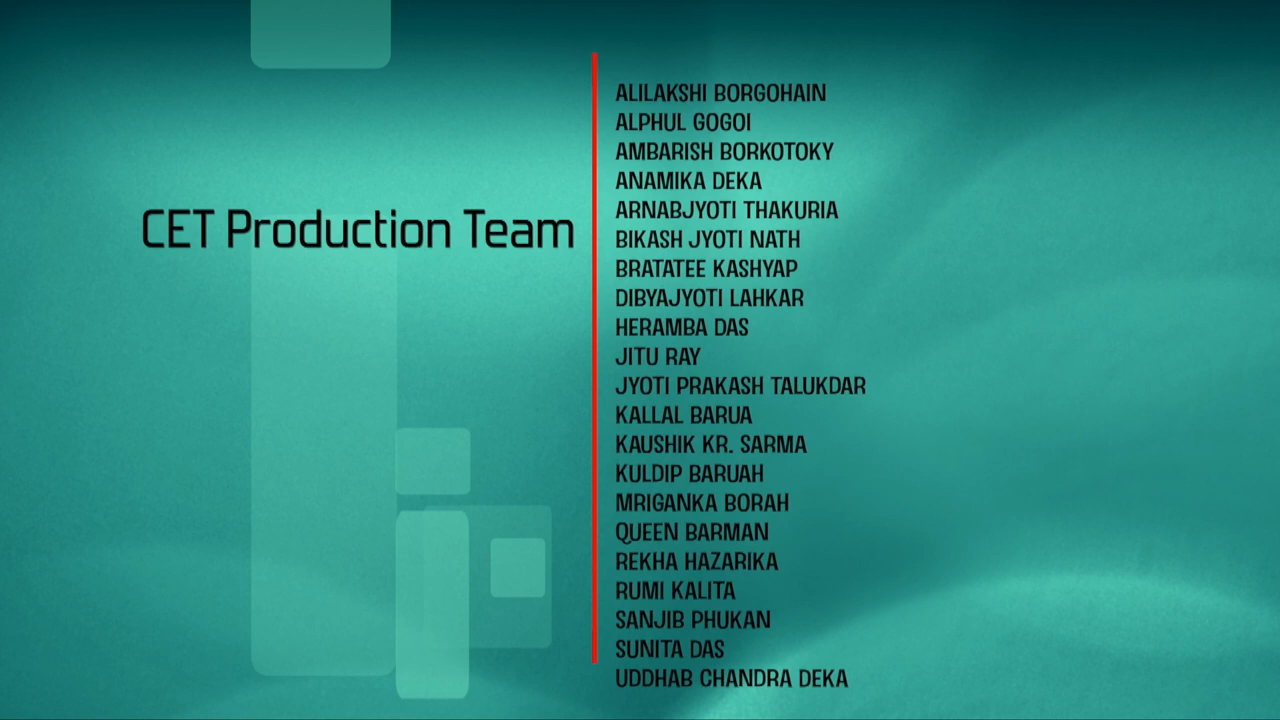 CET Production Team
ALILAKSHI BORGOHAIN
ALPHUL GOGOI
AMBARISH BORKOTOKY
ANAMIKA DEKA
ARNABJYOTI THAKURIA
BIKASH JYOTI NATH
BRATATEE KASHYAP
DIBYAJYOTI LAHKAR
HERAMBA DAS
JITU RAY
JYOTI PRAKASH TALUKDAR
KALLAL BARUA
KAUSHIK KR. SARMA
KULDIP BARUAH
MRIGANKA BORAH
QUEEN BARMAN
REKHA HAZARIKA
RUMI KALITA
SANJIB PHUKAN
SUNITA DAS
UDDHAB CHANDRA DEKA